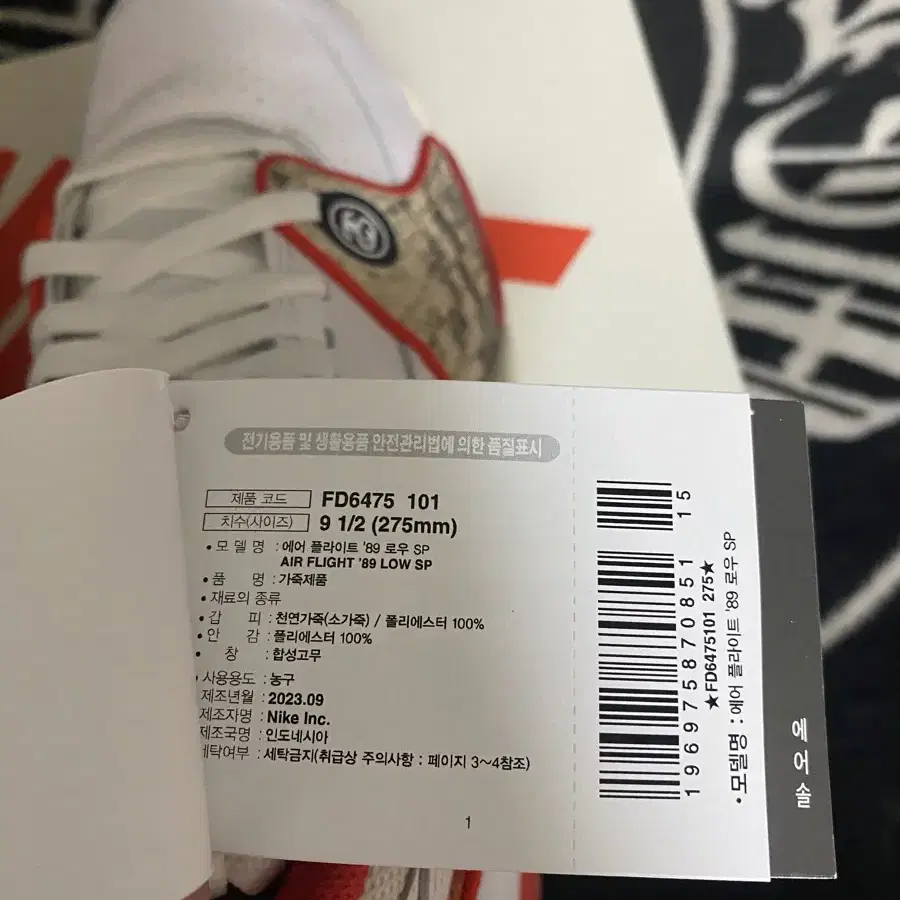 전기용품 및 생활용품 안전관리법에 의한 품질표시
제품 코드 FD6475 101
치수(사이즈) 9 1/2 (275mm)
• 모 델 명 : 에어 플라이트 '89 로우 SP
AIR FLIGHT '89 LOW SP
• 품 명 : 가죽제품
• 재료의 종류
• 갑 피 : 천연가죽(소가죽) / 폴리에스터 100%
• 안 감 : 폴리에스터 100%
• 창 : 합성고무
• 사용용도 : 농구
제조년월 : 2023.09
제조자명 : Nike Inc.
제조국명 : 인도네시아
세탁여부 : 세탁금지(취급상 주의사항 : 페이지 3~4참조)
1
15
196975870851
★FD6475101 275★
• 모델명 : 에어 플라이트 '89 로우 SP
에어솔